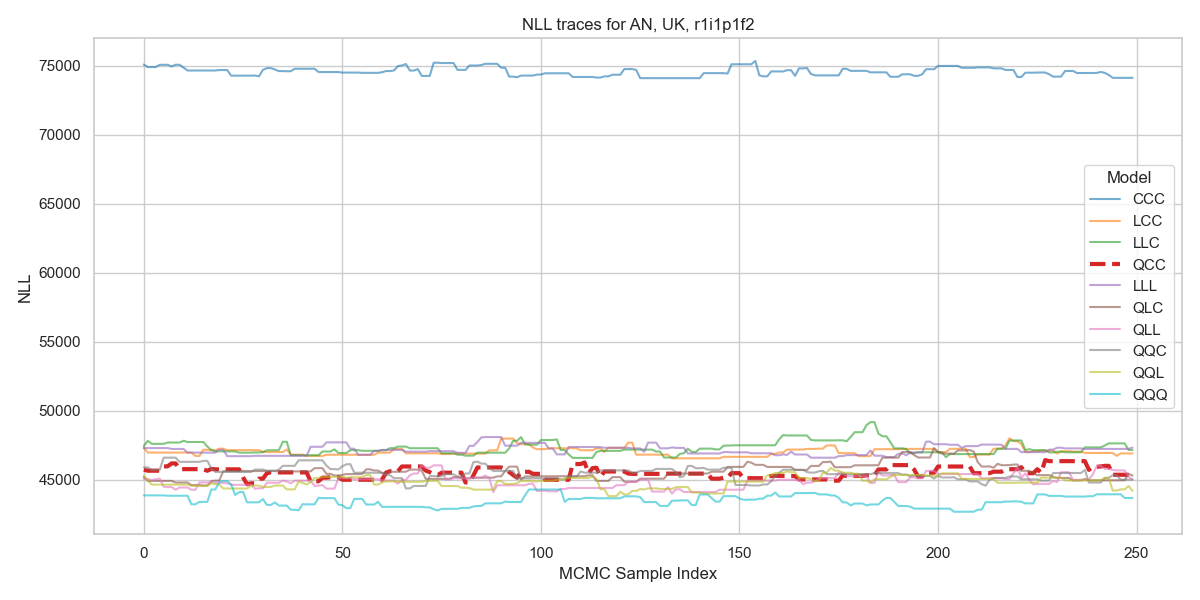 NLL traces for AN, UK, r1i1p1f2
75000
70000
65000
60000
55000
50000
45000
NLL
0
50
100
150
200
250
MCMC Sample Index
Model
CCC
LCC
LLC
QCC
LLL
QLC
QLL
QQC
QQL
QQQ